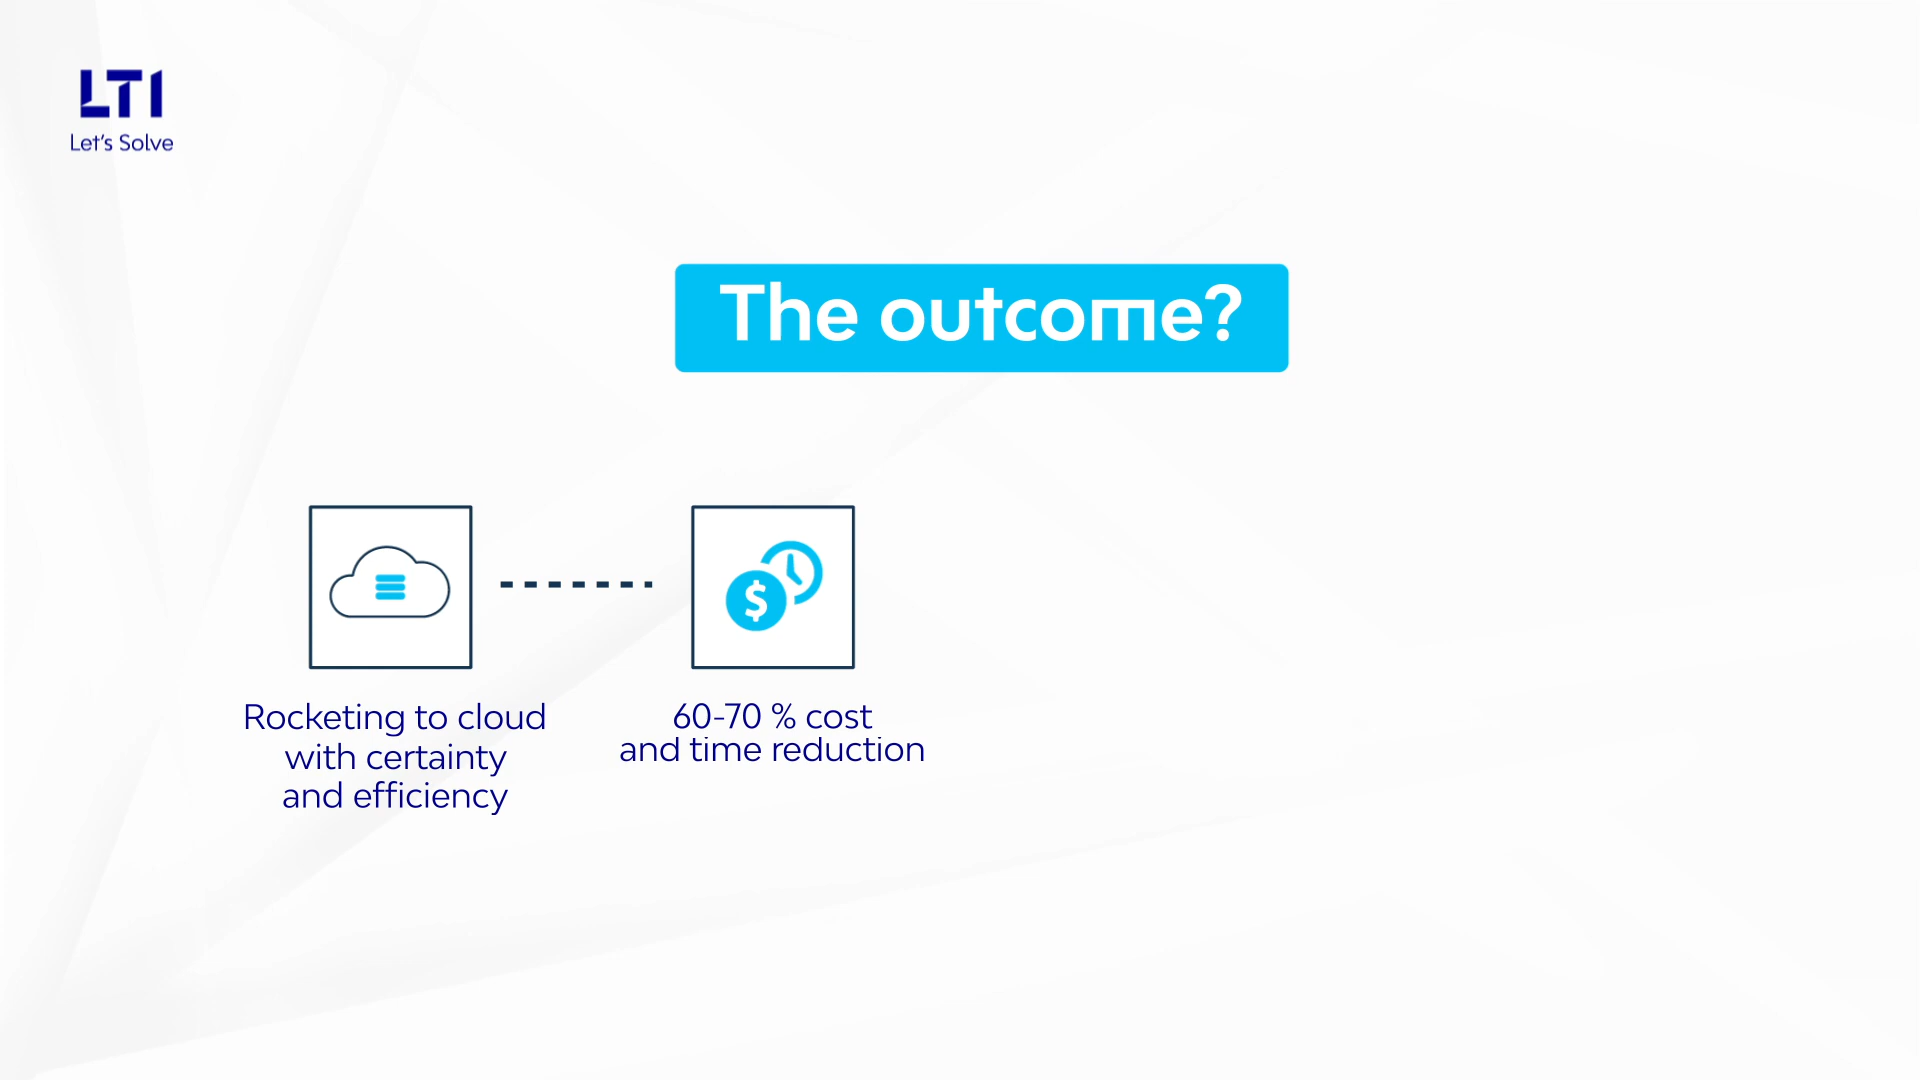 LTI
Let's Solve
The outcome?
Rocketing to cloud
with certainty
and efficiency
60-70 % cost
and time reduction
$